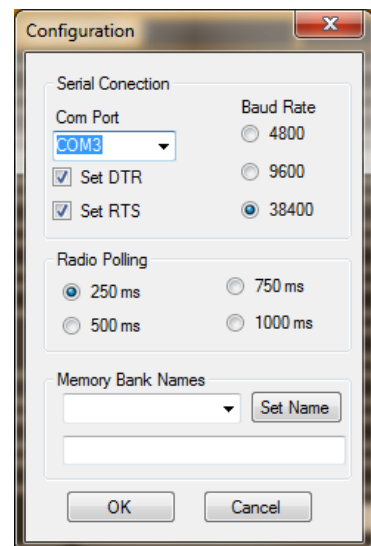 Configuration
Serial Conection
Com Port
Baud Rate
COM3
4800
Set DTR
9600
Set RTS
38400
Radio Polling
250 ms
750 ms
500 ms
1000 ms
Memory Bank Names
Set Name
OK
Cancel